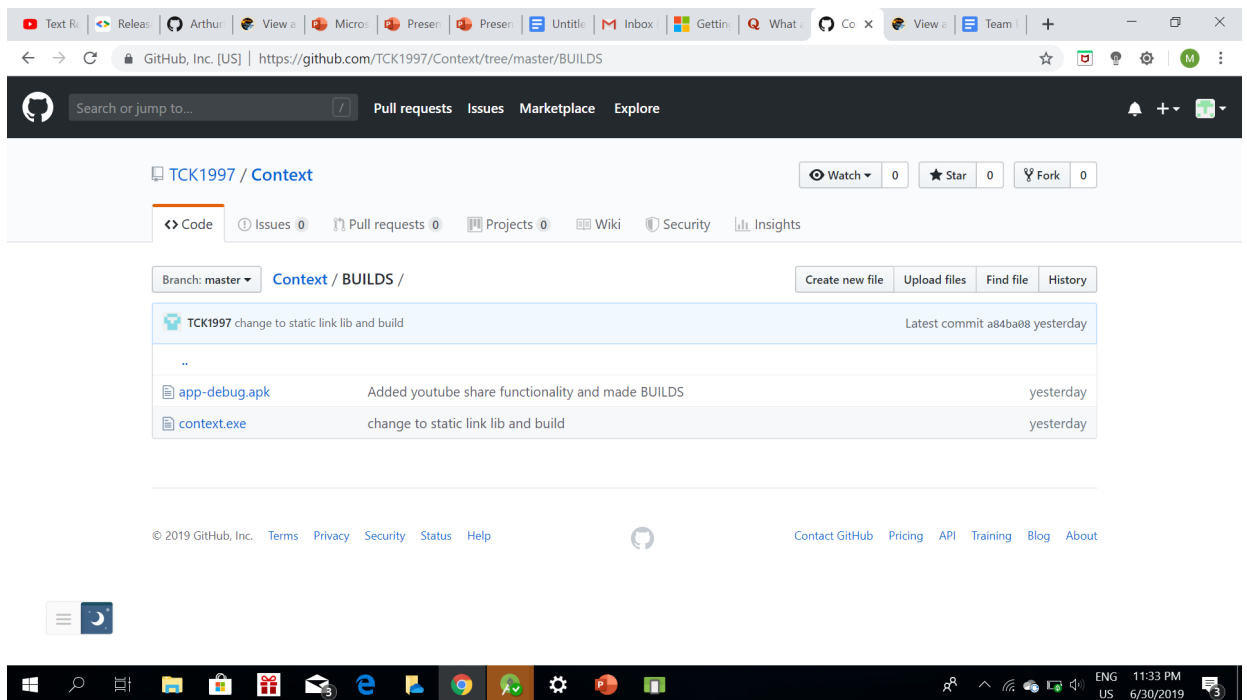 Text Re Releas Arthur View a Micros Presen Presen Untitle Inbox Getting Q What a Co × View a Team +
GitHub, Inc. [US] | https://github.com/TCK1997/Context/tree/master/BUILDS M
Search or jump to... / Pull requests Issues Marketplace Explore
TCK1997 / Context Watch 0 Star 0 Fork 0
<> Code Issues 0 Pull requests 0 Projects 0 Wiki Security Insights
Branch: master Context / BUILDS / Create new file Upload files Find file History
TCK1997 change to static link lib and build Latest commit a84ba08 yesterday
..
app-debug.apk Added youtube share functionality and made BUILDS yesterday
context.exe change to static link lib and build yesterday
© 2019 GitHub, Inc. Terms Privacy Security Status Help Contact GitHub Pricing API Training Blog About
ENG 11:33 PM
3 US 6/30/2019 3